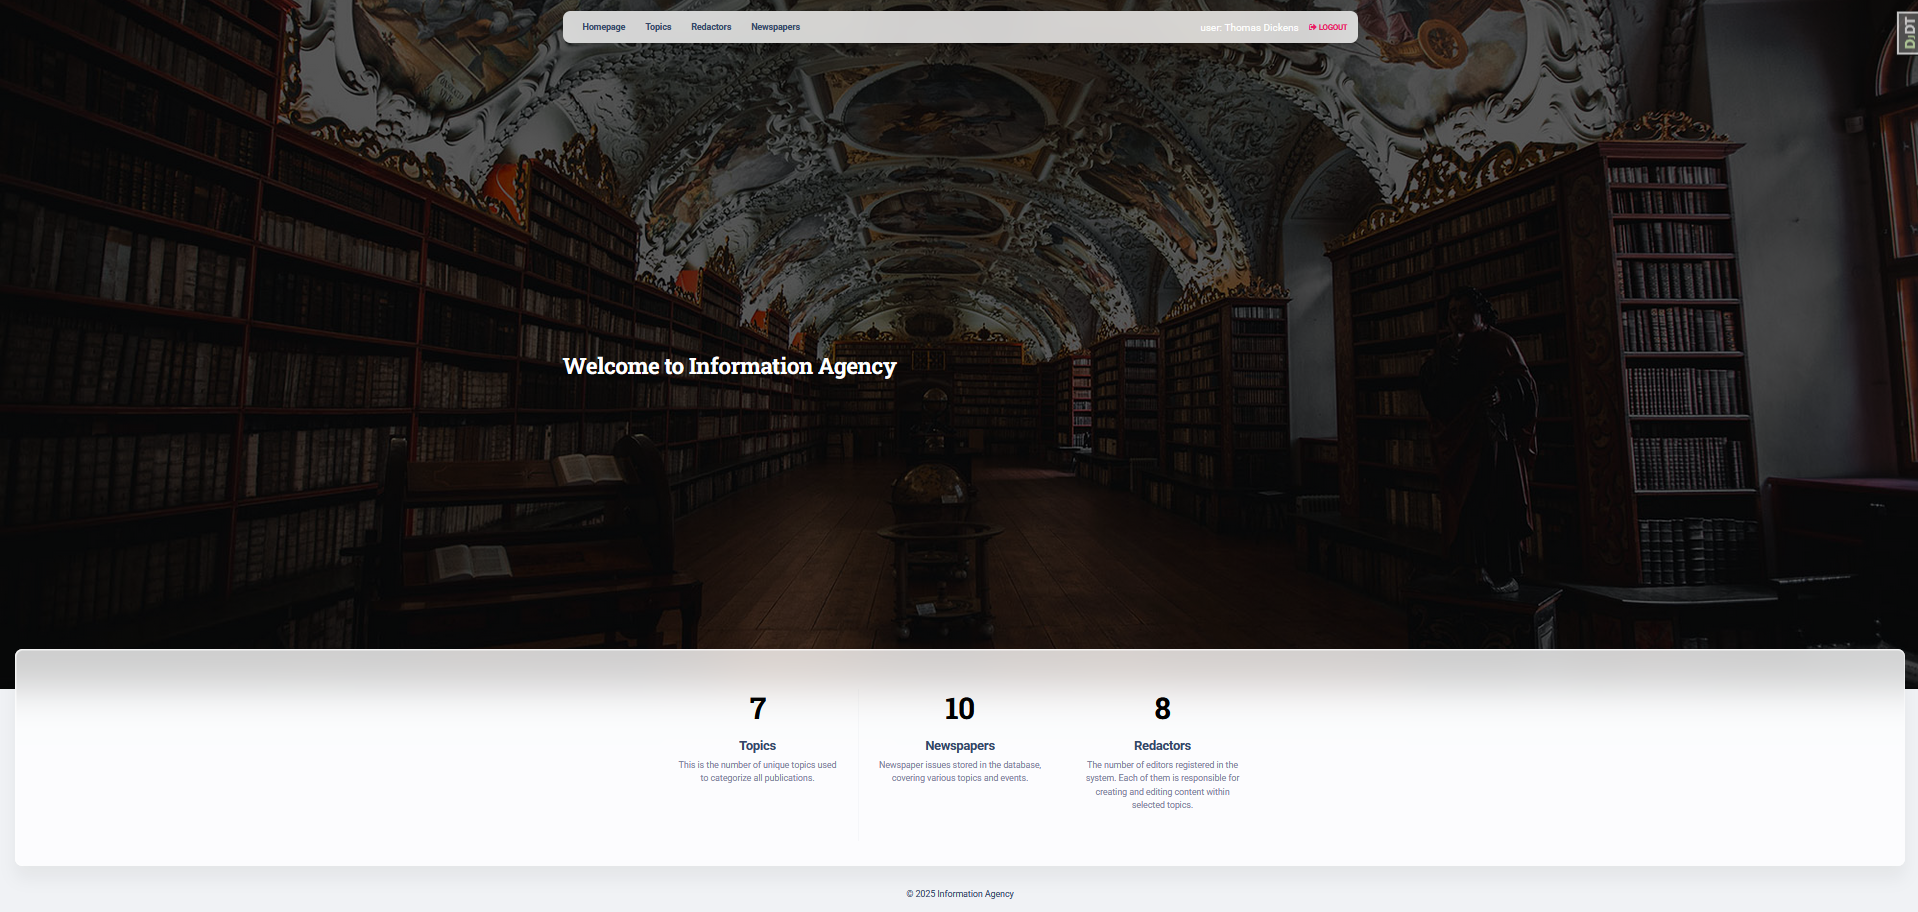 Homepage Topics Redactors Newspapers user: Thomas Dickens LOGOUT
DJDT
Welcome to Information Agency
7 10 8
Topics Newspapers Redactors
This is the number of unique topics used
to categorize all publications.
Newspaper issues stored in the database,
covering various topics and events.
The number of editors registered in the
system. Each of them is responsible for
creating and editing content within
selected topics.
© 2025 Information Agency